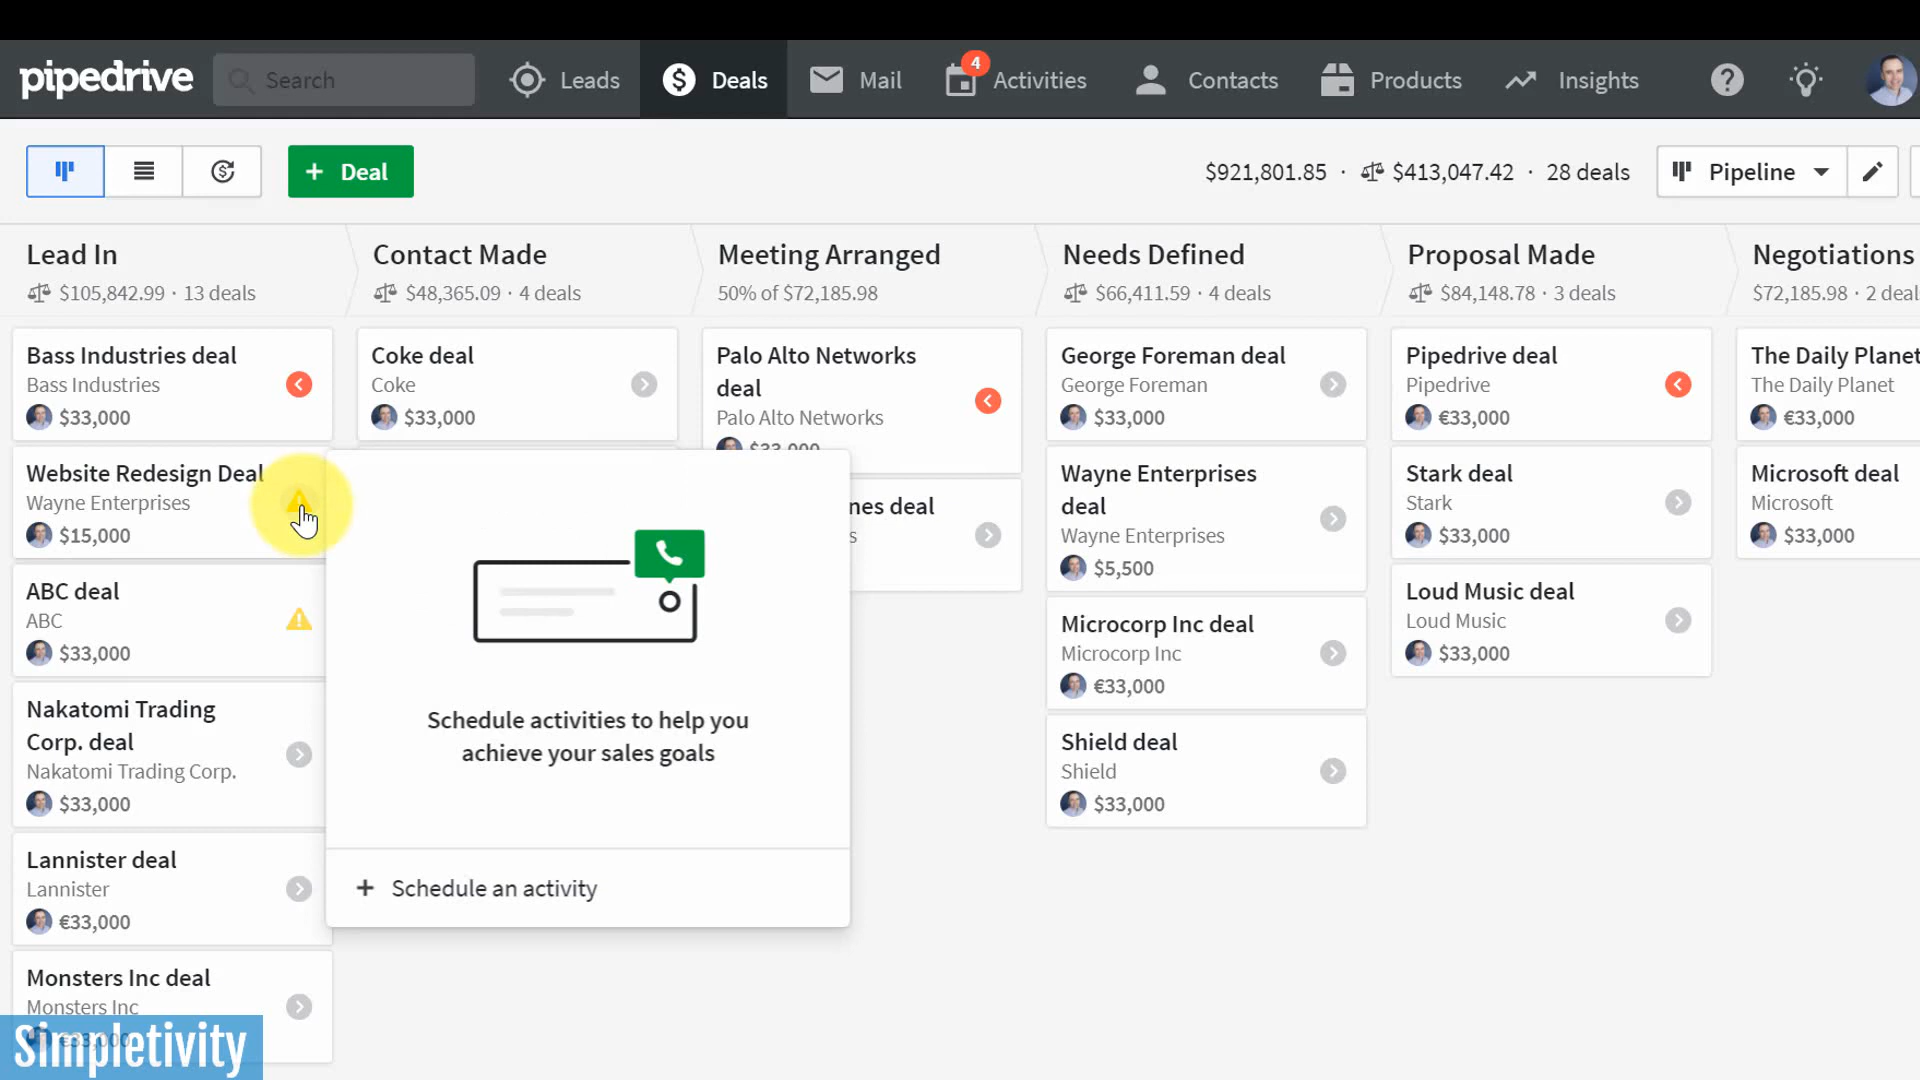 pipedrive
Search
Leads
Deals
Mail
4
Activities
Contacts
Products
Insights
+ Deal
$921,801.85 · $413,047.42 · 28 deals
Pipeline
Lead In
$105,842.99 · 13 deals
Bass Industries deal
Bass Industries
$33,000
Website Redesign Deal
Wayne Enterprises
$15,000
ABC deal
ABC
$33,000
Nakatomi Trading
Corp. deal
Nakatomi Trading Corp.
$33,000
Lannister deal
Lannister
€33,000
Monsters Inc deal
Monsters Inc
€33,000
Contact Made
$48,365.09 · 4 deals
Coke deal
Coke
$33,000
Schedule activities to help you
achieve your sales goals
+ Schedule an activity
Meeting Arranged
50% of $72,185.98
Palo Alto Networks
deal
Palo Alto Networks
$33,000
nes deal
s
Needs Defined
$66,411.59 · 4 deals
George Foreman deal
George Foreman
$33,000
Wayne Enterprises
deal
Wayne Enterprises
$5,500
Microcorp Inc deal
Microcorp Inc
€33,000
Shield deal
Shield
$33,000
Proposal Made
$84,148.78 · 3 deals
Pipedrive deal
Pipedrive
€33,000
Stark deal
Stark
$33,000
Loud Music deal
Loud Music
$33,000
Negotiations
$72,185.98 · 2 deal
The Daily Planet
The Daily Planet
€33,000
Microsoft deal
Microsoft
$33,000
Simpletivity